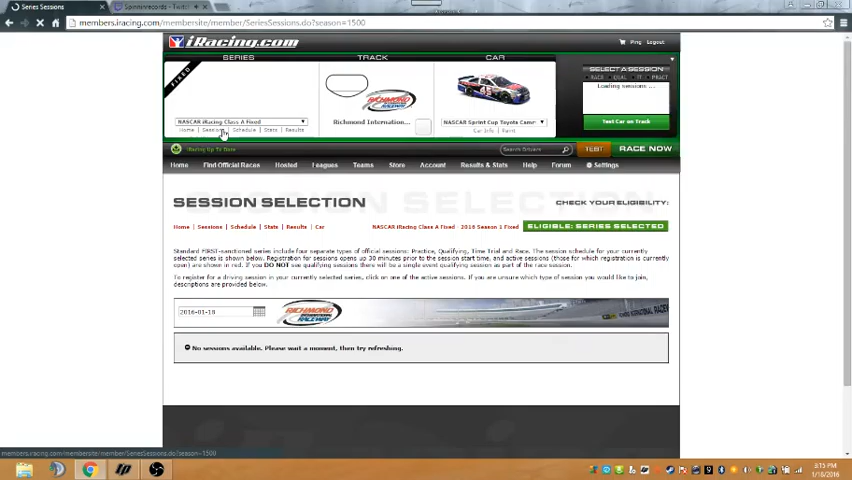 Series Sessions
Spinninrecords - Twitch
members.iracing.com/membersite/member/SeriesSessions.do?season=1500
iRacing.com
Ping Logout
SERIES
TRACK
CAR
FIXED
NASCAR iRacing Class A Fixed
Home | Sessions | Schedule | Stats | Results
RICHMOND
Richmond Internation...
NASCAR Sprint Cup Toyota Camr
Car Info | Paint
SELECT A SESSION
RACE QUAL TT PRACT
Loading sessions ...
Test Car on Track
iRacing Up To Date
Search Drivers
TEST
RACE NOW
Home
Find Official Races
Hosted
Leagues
Teams
Store
Account
Results & Stats
Help
Forum
Settings
SESSION SELECTION
CHECK YOUR ELIGIBILITY:
Home | Sessions | Schedule | Stats | Results | Car
NASCAR iRacing Class A Fixed - 2016 Season 1 Fixed
ELIGIBLE: SERIES SELECTED
Standard FIRST-sanctioned series include four separate types of official sessions: Practice, Qualifying, Time Trial and Race. The session schedule for your currently
selected series is shown below. Registration for sessions opens up 30 minutes prior to the session start time, and active sessions (those for which registration is currently
open) are shown in red. If you DO NOT see qualifying sessions there will be a single event qualifying session as part of the race session.
To register for a driving session in your currently selected series, click on one of the active sessions. If you are unsure which type of session you would like to join,
descriptions are provided below.
2016-01-18
RICHMOND
No sessions available. Please wait a moment, then try refreshing.
members.iracing.com/membersite/member/SeriesSessions.do?season=1500
3:15 PM
1/18/2016